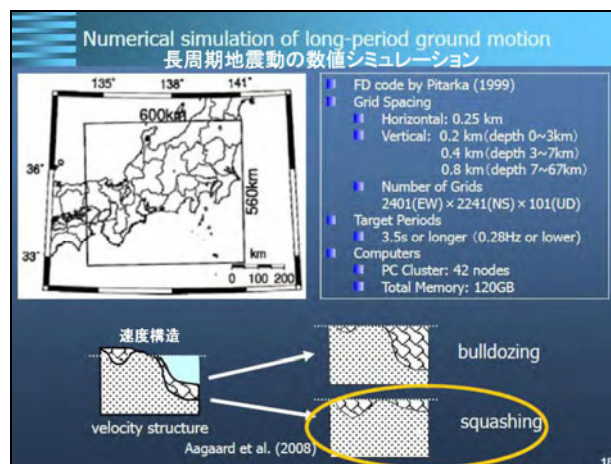 Numerical simulation of long-period ground motion
長周期地震動の数値シミュレーション
135° 138° 141°
600km
36°
560km
33°
km
0 100 200
FD code by Pitarka (1999)
Grid Spacing
Horizontal: 0.25 km
Vertical: 0.2 km(depth 0~3km)
0.4 km(depth 3~7km)
0.8 km(depth 7~67km)
Number of Grids
2401(EW)×2241(NS)×101(UD)
Target Periods
3.5s or longer (0.28Hz or lower)
Computers
PC Cluster: 42 nodes
Total Memory: 120GB
速度構造
bulldozing
velocity structure
squashing
Aagaard et al. (2008)